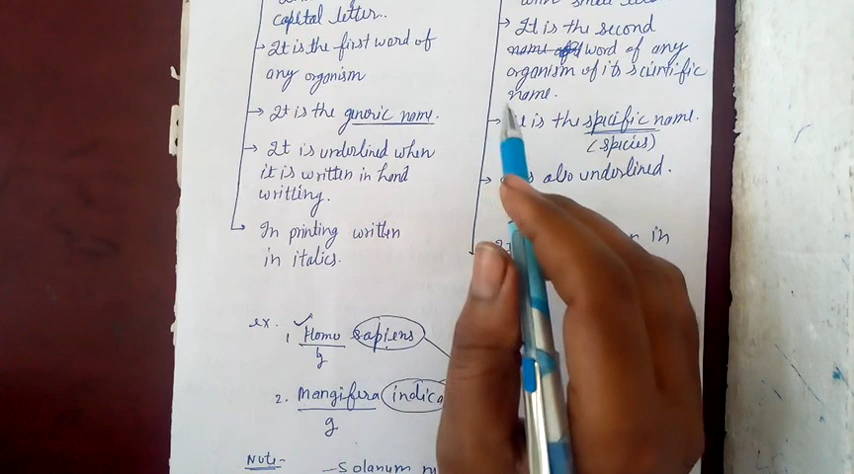 capital letter.
→ It is the first word of
any organism
→ It is the generic name.
→ It is underlined when
it is written in hand
writting.
In printing written
in italics.
→ It is the second
word of any
organism of its scientific
name.
is the specific name.
(species)
also underlined.
in
ex.
1. Homo sapiens
g
2. Mangifera indica
g
Note-
- Solanum